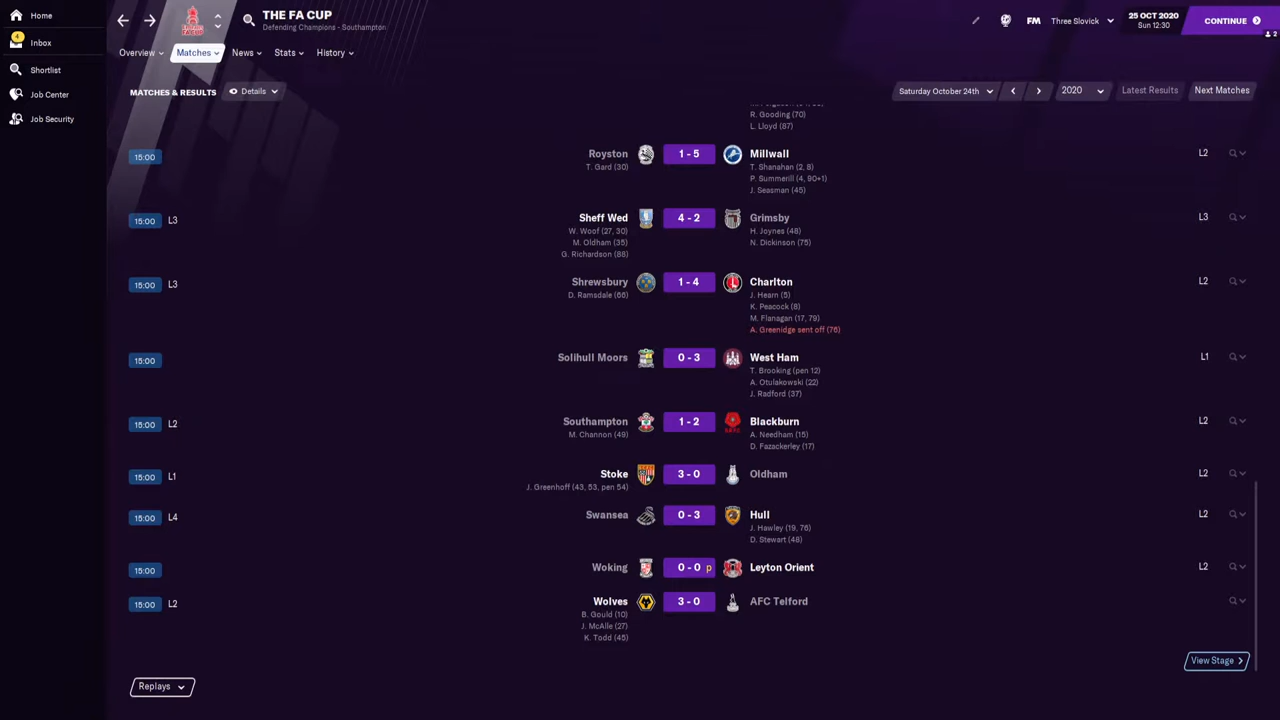 Home
THE FA CUP
Defending Champions - Southampton
FM
Three Slovick
25 OCT 2020
Sun 12:30
CONTINUE
2
4
Inbox
Overview
Matches
News
Stats
History
Shortlist
Job Center
Job Security
MATCHES & RESULTS
Details
Saturday October 24th
2020
Latest Results
Next Matches
R. Gooding (70)
L. Lloyd (87)
15:00 Royston 1 - 5 Millwall L2
T. Gard (30)
T. Shanahan (2, 8)
P. Summerill (4, 90+1)
J. Seasman (45)
15:00 L3 Sheff Wed 4 - 2 Grimsby L3
W. Woof (27, 30)
M. Oldham (35)
G. Richardson (88)
H. Joynes (48)
N. Dickinson (75)
15:00 L3 Shrewsbury 1 - 4 Charlton L2
D. Ramsdale (66)
J. Hearn (5)
K. Peacock (8)
M. Flanagan (17, 79)
A. Greenidge sent off (76)
15:00 Solihull Moors 0 - 3 West Ham L1
T. Brooking (pen 12)
A. Otulakowski (22)
J. Radford (37)
15:00 L2 Southampton 1 - 2 Blackburn L2
M. Channon (49)
A. Needham (15)
D. Fazackerley (17)
15:00 L1 Stoke 3 - 0 Oldham L2
J. Greenhoff (43, 53, pen 54)
15:00 L4 Swansea 0 - 3 Hull L2
J. Hawley (19, 76)
D. Stewart (48)
15:00 Woking 0 - 0 p Leyton Orient L2
15:00 L2 Wolves 3 - 0 AFC Telford
B. Gould (10)
J. McAlle (27)
K. Todd (45)
View Stage
Replays